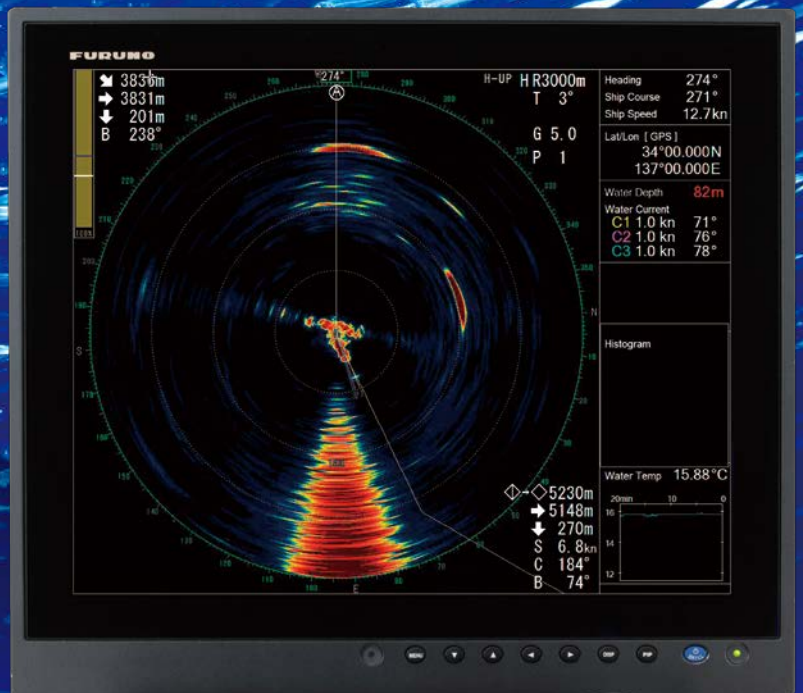 FURUNO
3836m
3831m
201m
B 238°
274°
H-UP H R3000m
T 3°
G 5.0
P 1
Heading 274°
Ship Course 271°
Ship Speed 12.7kn
Lat/Lon [GPS]
34°00.000N
137°00.000E
Water Depth 82m
Water Current
C1 1.0 kn 71°
C2 1.0 kn 76°
C3 1.0 kn 78°
N
S
Histogram
Water Temp 15.88°C
20min 10 0
16
14
12
5230m
5148m
270m
S 6.8kn
C 184°
B 74°
E
MENU
DISP